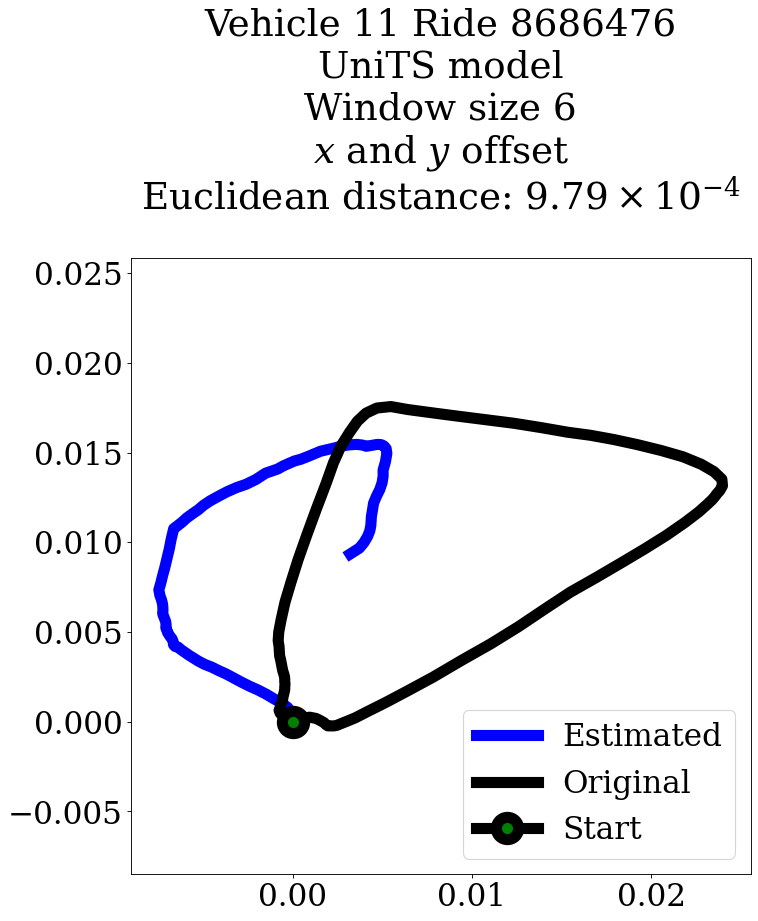 Vehicle 11 Ride 8686476
UniTS model
Window size 6
x and y offset
Euclidean distance: 9.79 × 10⁻⁴
0.025
0.020
0.015
0.010
0.005
0.000
−0.005
Estimated
Original
Start
0.00 0.01 0.02